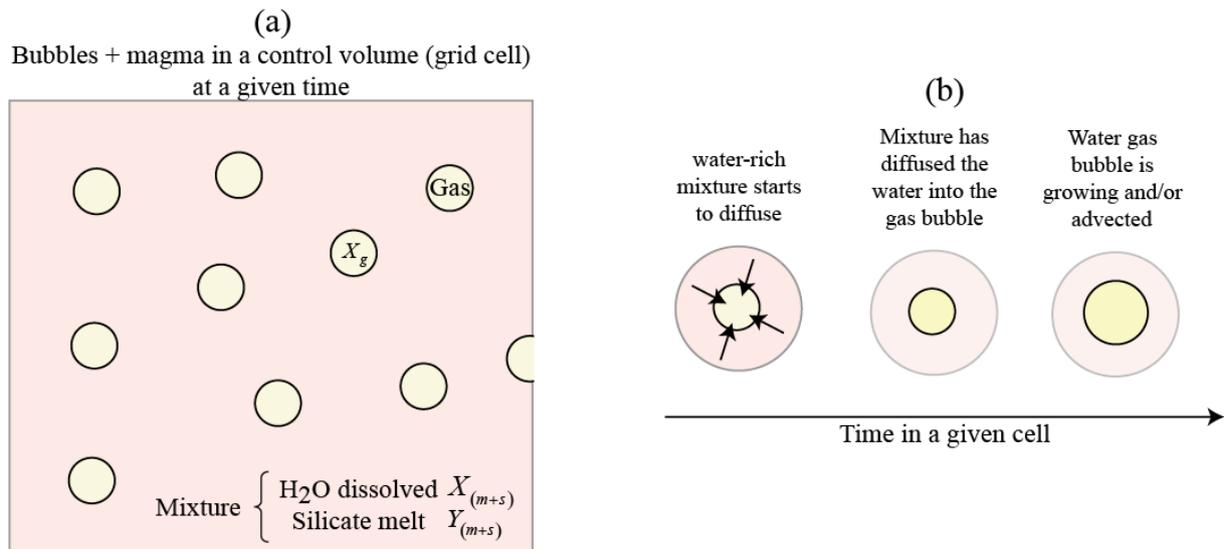 (a)
Bubbles + magma in a control volume (grid cell)
at a given time
Gas
X_g
Mixture { H₂O dissolved X_(m+s)
Silicate melt Y_(m+s)
(b)
water-rich
mixture starts
to diffuse
Mixture has
diffused the
water into the
gas bubble
Water gas
bubble is
growing and/or
advected
Time in a given cell